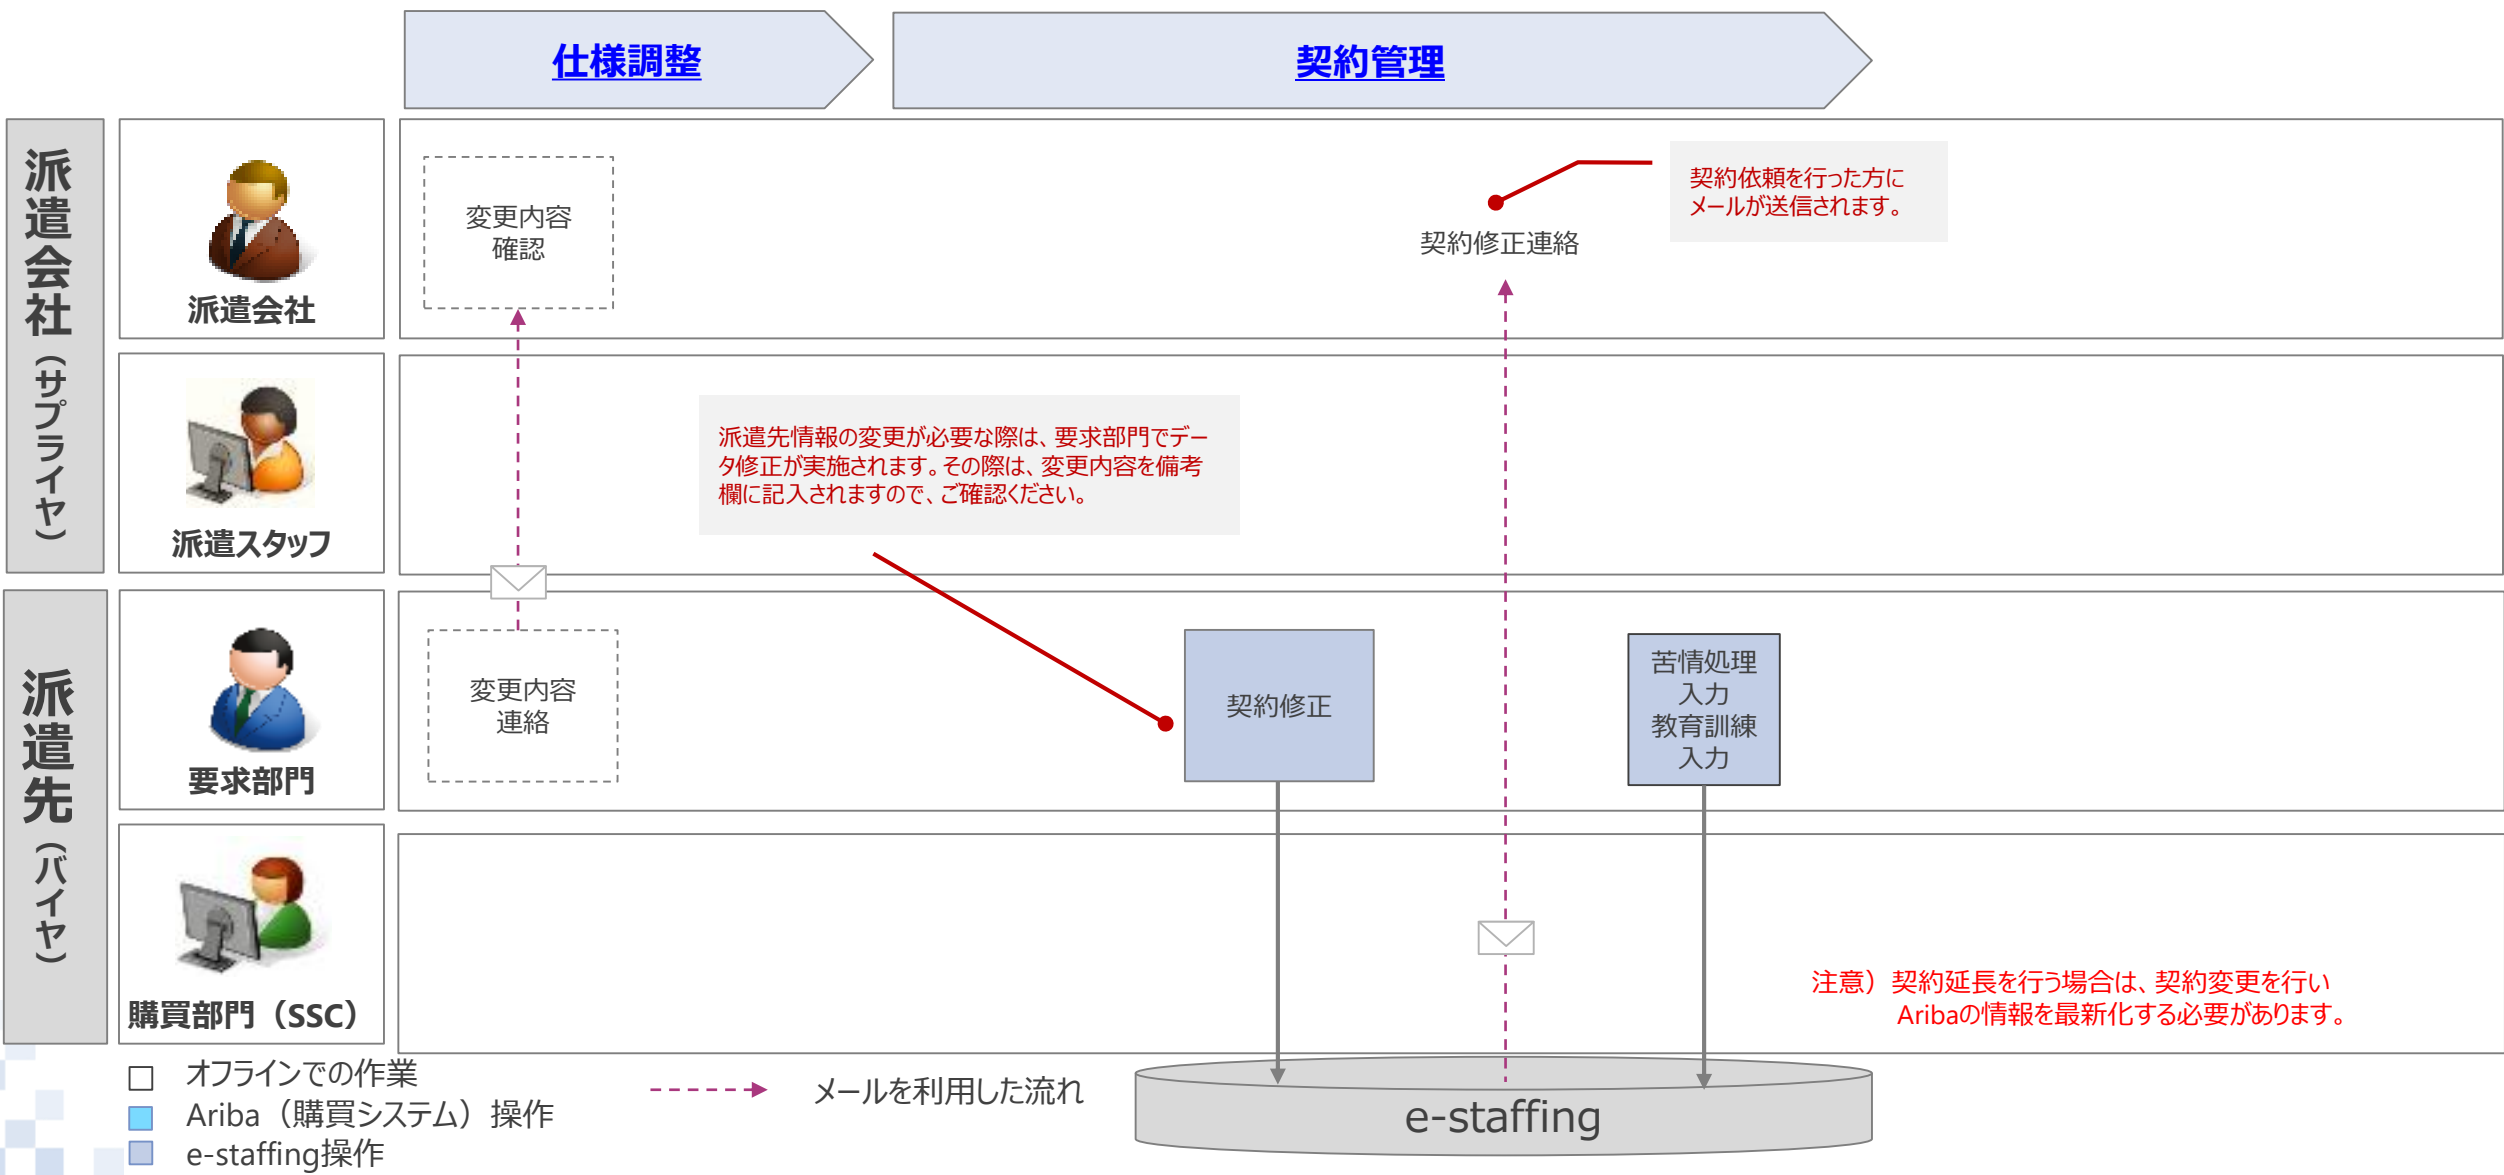 仕様調整
契約管理
派遣会社（サプライヤ）
派遣会社
変更内容
確認
契約依頼を行った方に
メールが送信されます。
契約修正連絡
派遣スタッフ
派遣先情報の変更が必要な際は、要求部門でデー
タ修正が実施されます。その際は、変更内容を備考
欄に記入されますので、ご確認ください。
派遣先（バイヤ）
要求部門
変更内容
連絡
契約修正
苦情処理
入力
教育訓練
入力
購買部門（SSC）
注意）契約延長を行う場合は、契約変更を行い
Aribaの情報を最新化する必要があります。
オフラインでの作業
Ariba（購買システム）操作
e-staffing操作
メールを利用した流れ
e-staffing